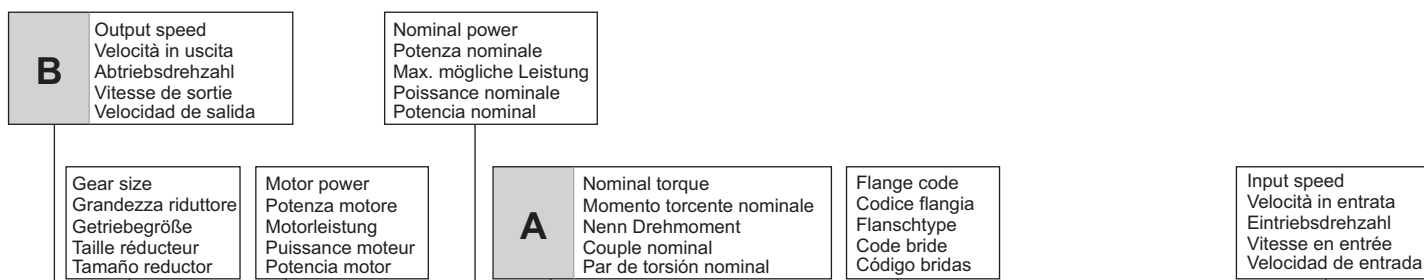 B
Output speed
Velocità in uscita
Abtriebsdrehzahl
Vitesse de sortie
Velocidad de salida
Nominal power
Potenza nominale
Max. mögliche Leistung
Poissance nominale
Potencia nominal
Gear size
Grandezza riduttore
Getriebegröße
Taille réducteur
Tamaño reductor
Motor power
Potenza motore
Motorleistung
Puissance moteur
Potencia motor
A
Nominal torque
Momento torcente nominale
Nenn Drehmoment
Couple nominal
Par de torsión nominal
Flange code
Codice flangia
Flanschtype
Code bride
Código bridas
Input speed
Velocità in entrata
Eintriebsdrehzahl
Vitesse en entrée
Velocidad de entrada